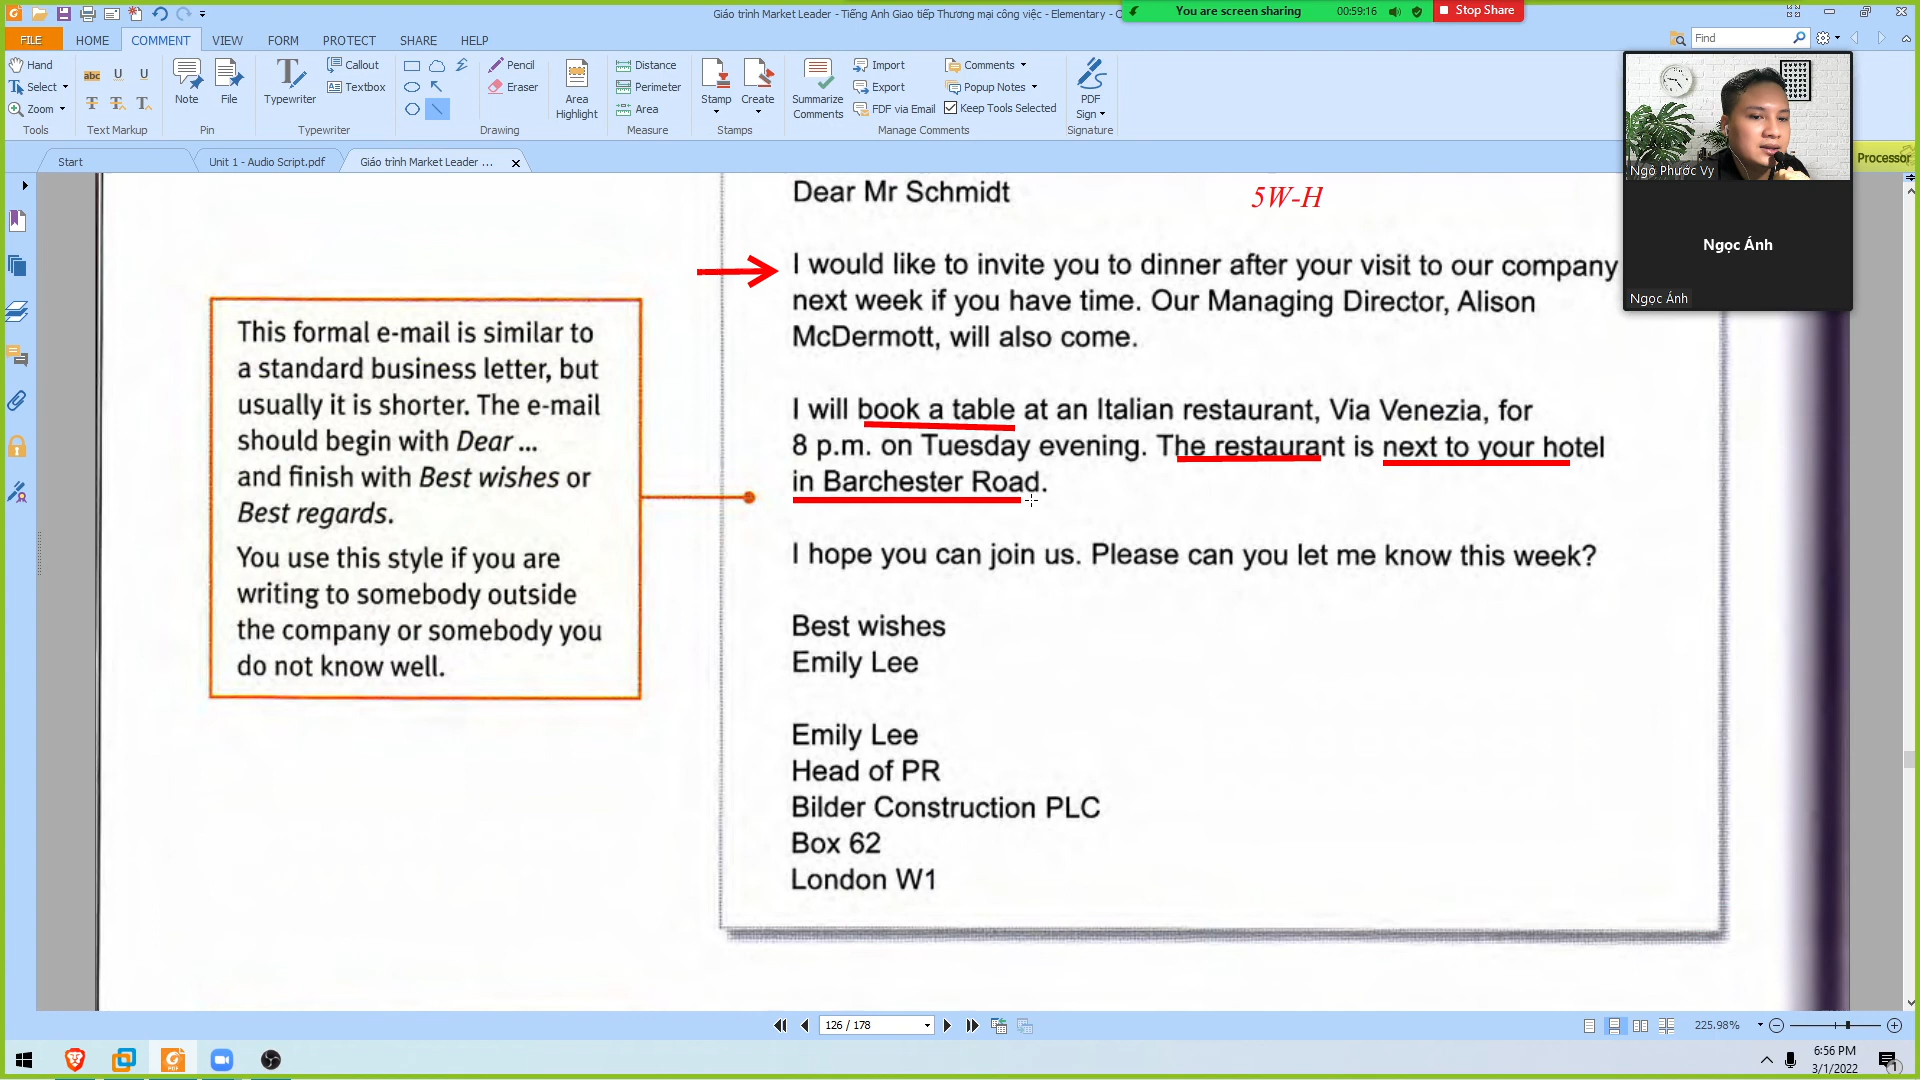 Giáo trình Market Leader - Tiếng Anh Giao tiếp Thương mại công việc - Elementary - C
You are screen sharing 00:59:16 Stop Share
FILE HOME COMMENT VIEW FORM PROTECT SHARE HELP
Find
Hand
Select
Zoom
Tools
abc U U
T T T
Text Markup
Note File
Pin
Typewriter
Callout
Textbox
Typewriter
Pencil
Eraser
Drawing
Area Highlight
Distance
Perimeter
Area
Measure
Stamp Create
Stamps
Summarize Comments
Import
Export
FDF via Email
Comments
Popup Notes
Keep Tools Selected
Manage Comments
PDF Sign
Signature
Start Unit 1 - Audio Script.pdf Giáo trình Market Leader ...
Processor
Ngô Phước Vy
Ngọc Ánh
Ngọc Ánh
This formal e-mail is similar to
a standard business letter, but
usually it is shorter. The e-mail
should begin with Dear ...
and finish with Best wishes or
Best regards.
You use this style if you are
writing to somebody outside
the company or somebody you
do not know well.
Dear Mr Schmidt
5W-H
I would like to invite you to dinner after your visit to our company
next week if you have time. Our Managing Director, Alison
McDermott, will also come.
I will book a table at an Italian restaurant, Via Venezia, for
8 p.m. on Tuesday evening. The restaurant is next to your hotel
in Barchester Road.
I hope you can join us. Please can you let me know this week?
Best wishes
Emily Lee
Emily Lee
Head of PR
Bilder Construction PLC
Box 62
London W1
126 / 178
225.98%
PDF
6:56 PM
3/1/2022
1